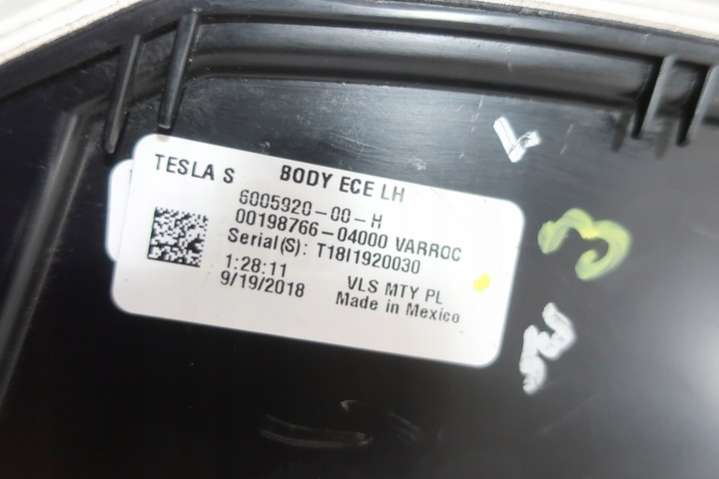 TESLA S BODY ECE LH
6005920-00-H
00198766-04000 VARROC
Serial(S): T18I1920030
1:28:11 VLS MTY PL
9/19/2018 Made in Mexico